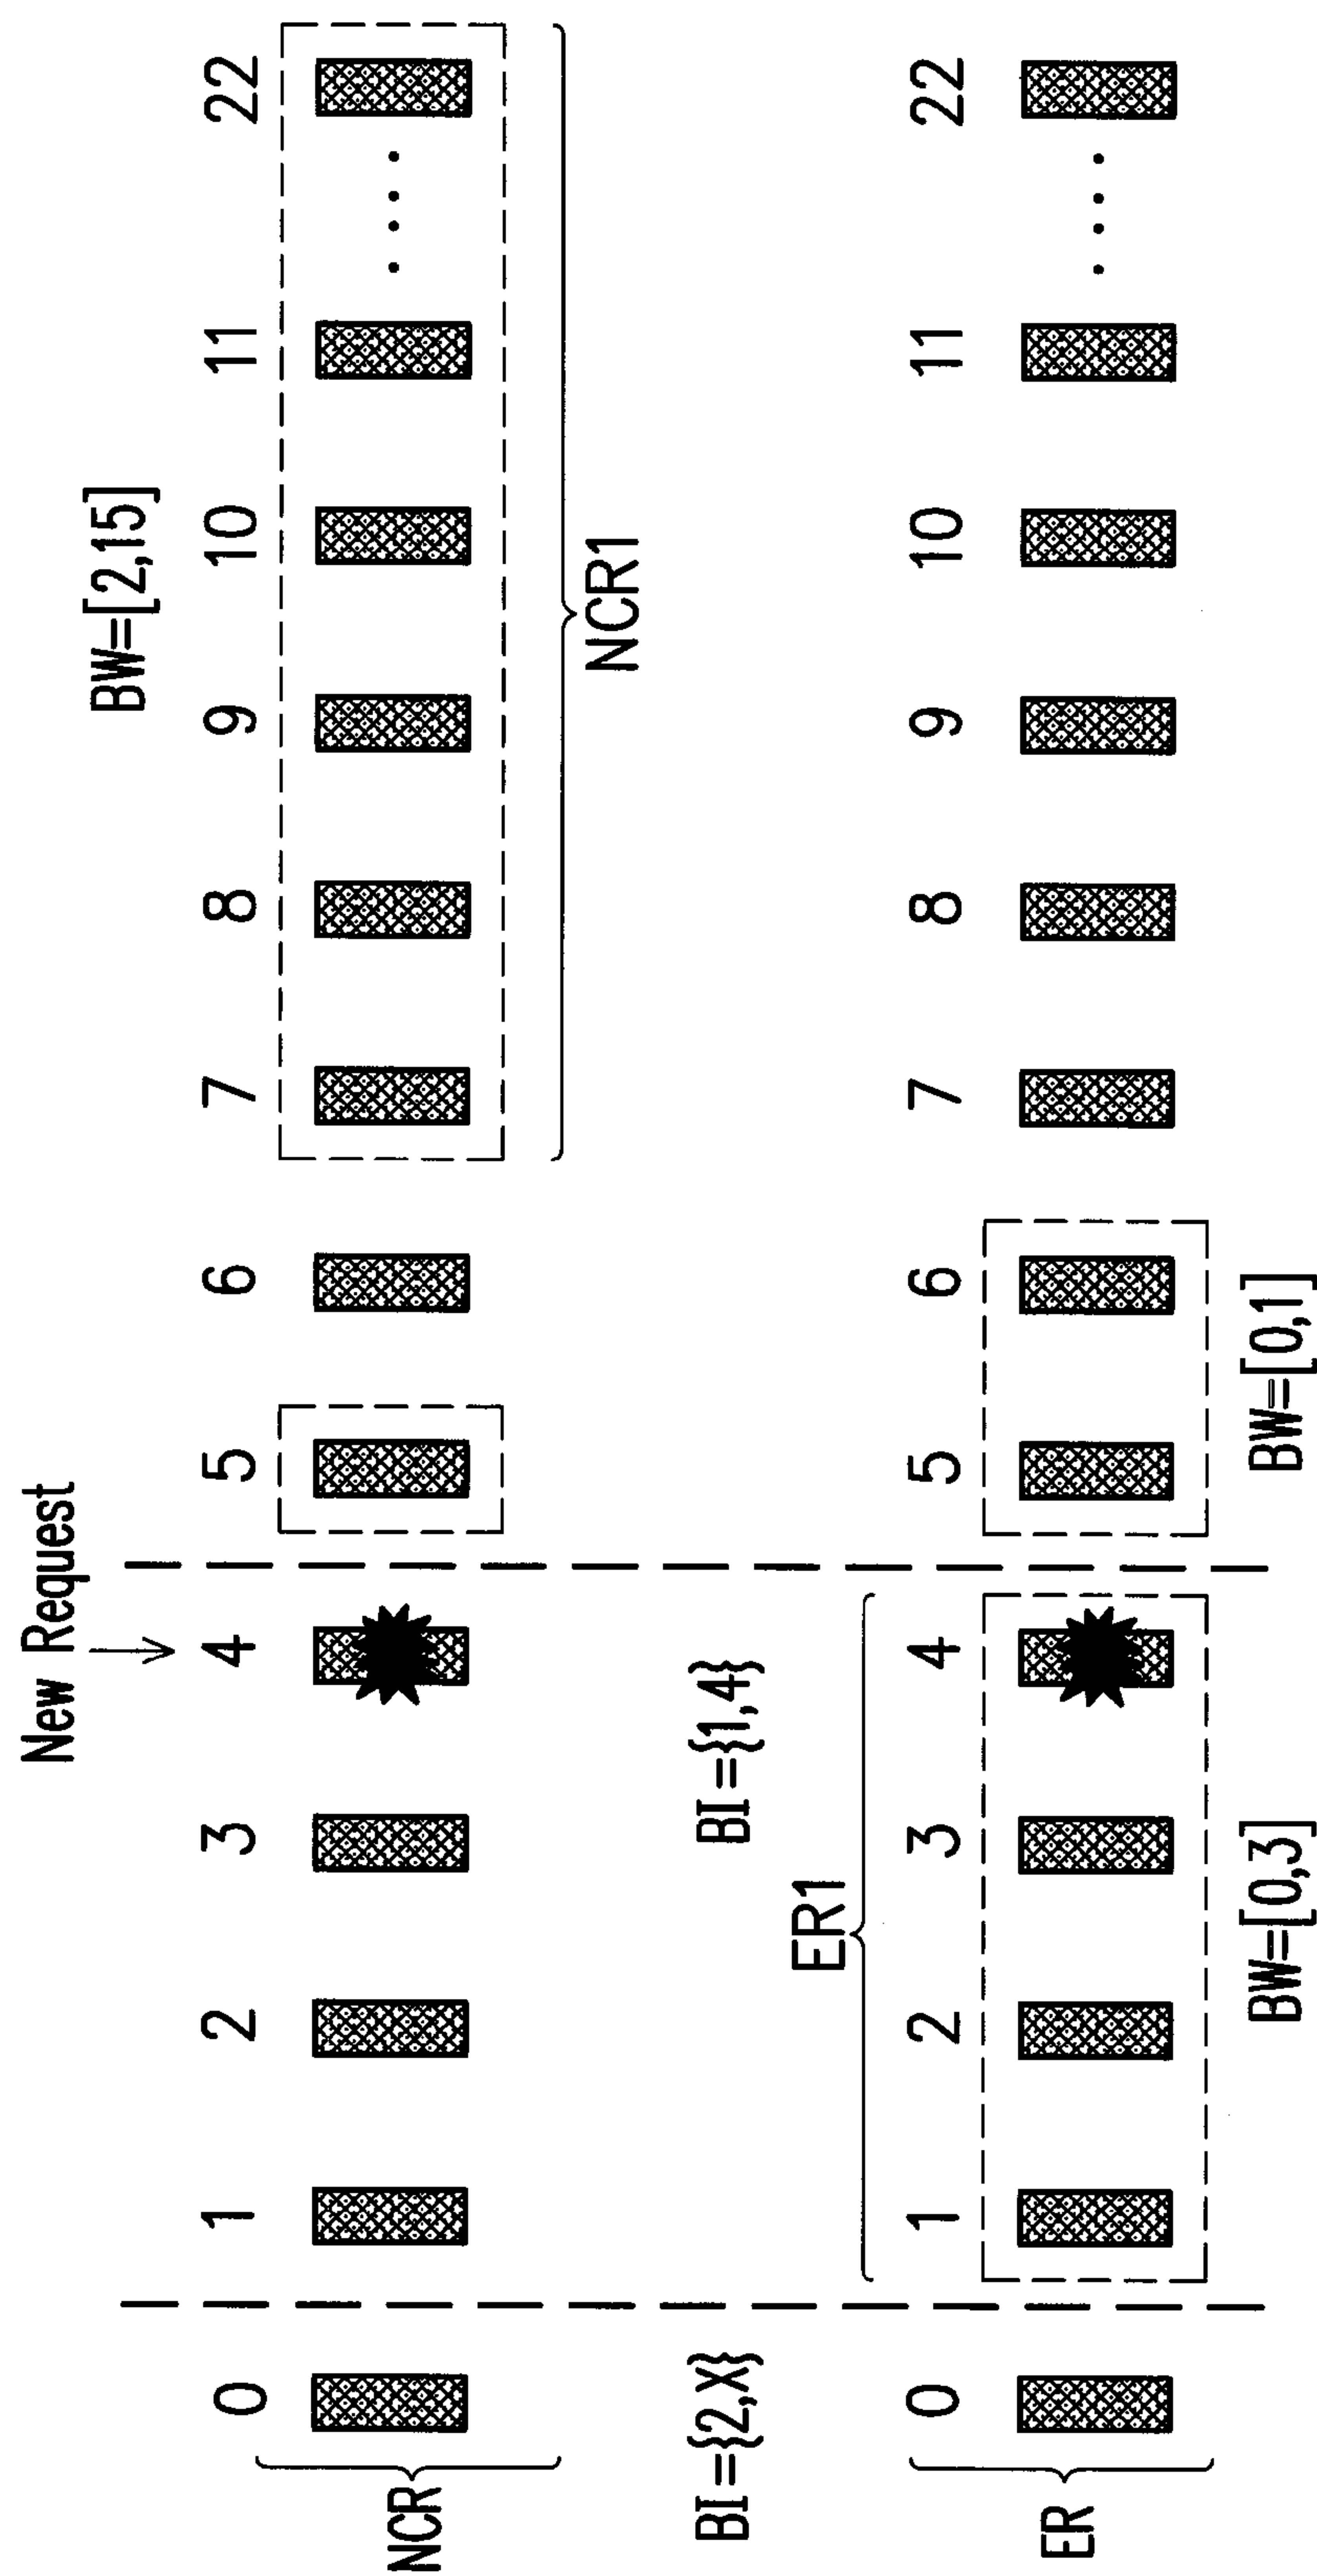 New Request
BW=[2,15]
0 1 2 3 4 5 6 7 8 9 10 11 22
NCR
NCR1
BI={2,X}
BI={1,4}
ER1
0 1 2 3 4 5 6 7 8 9 10 11 22
ER
BW=[0,3]
BW=[0,1]